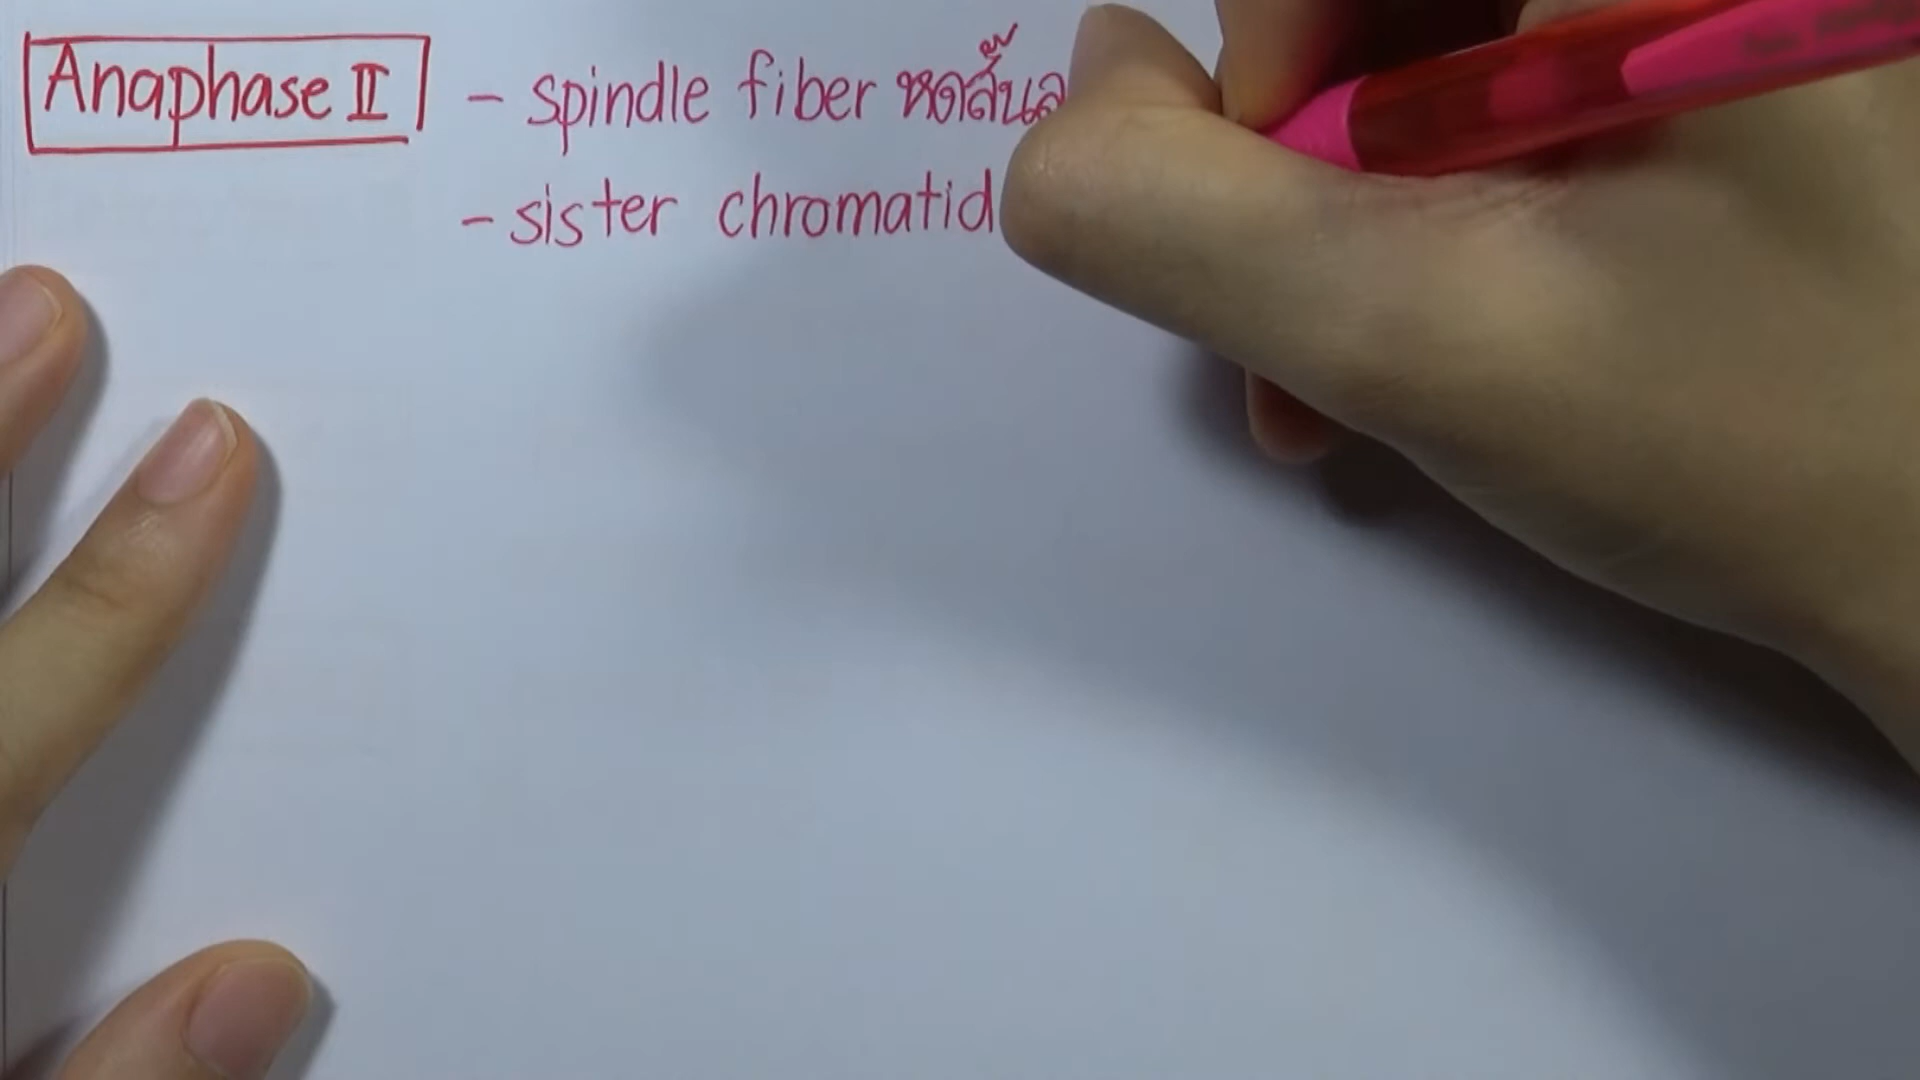 Anaphase II - spindle fiber หดสั้นล
- sister chromatid